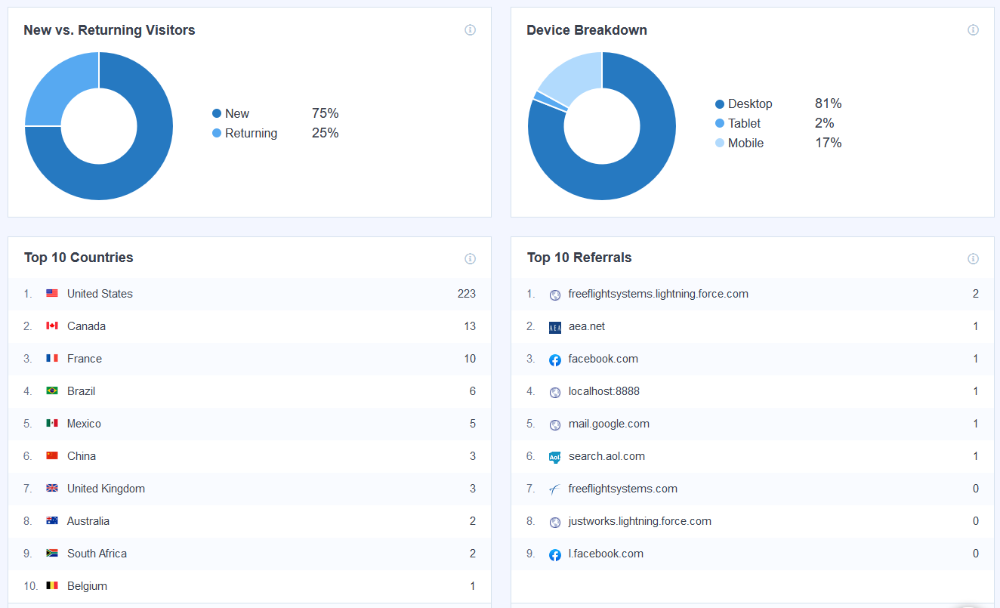 New vs. Returning Visitors
New 75%
Returning 25%
Device Breakdown
Desktop 81%
Tablet 2%
Mobile 17%
Top 10 Countries
1. United States 223
2. Canada 13
3. France 10
4. Brazil 6
5. Mexico 5
6. China 3
7. United Kingdom 3
8. Australia 2
9. South Africa 2
10. Belgium 1
Top 10 Referrals
1. freeflightsystems.lightning.force.com 2
2. AEA aea.net 1
3. facebook.com 1
4. localhost:8888 1
5. mail.google.com 1
6. Aol. search.aol.com 1
7. freeflightsystems.com 0
8. justworks.lightning.force.com 0
9. l.facebook.com 0